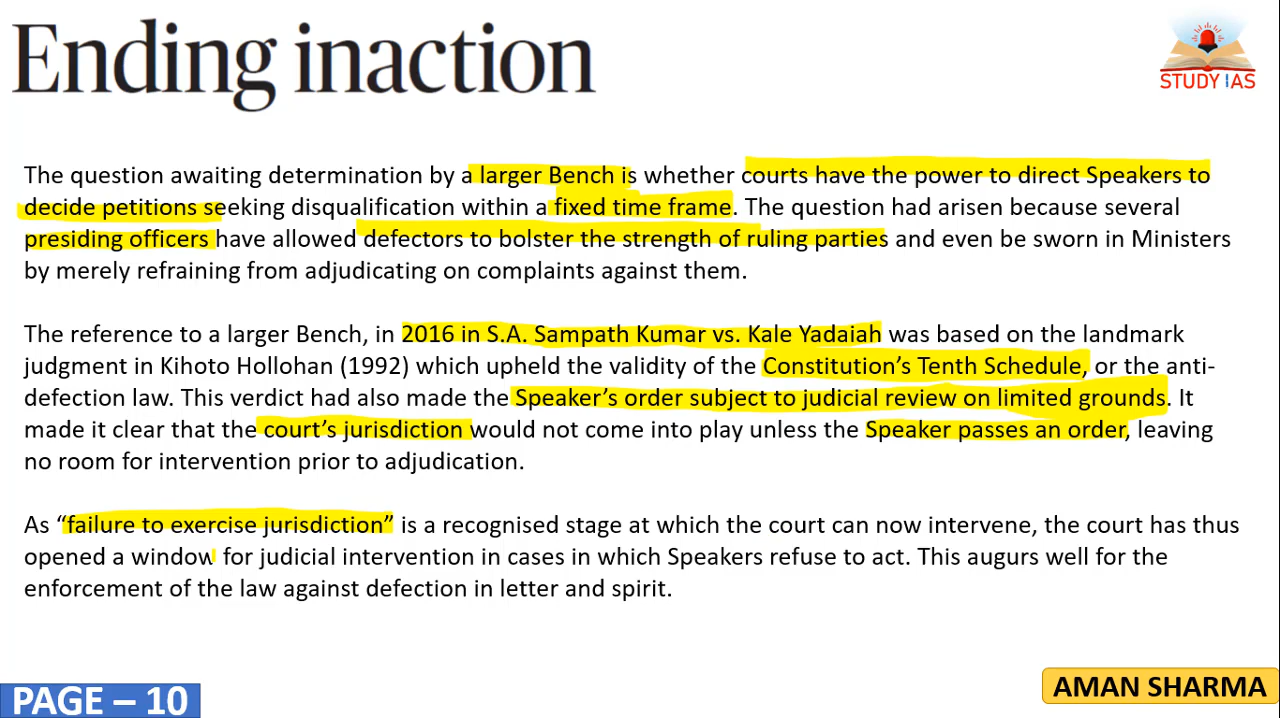 Ending inaction
STUDY IAS
The question awaiting determination by a larger Bench is whether courts have the power to direct Speakers to
decide petitions seeking disqualification within a fixed time frame. The question had arisen because several
presiding officers have allowed defectors to bolster the strength of ruling parties and even be sworn in Ministers
by merely refraining from adjudicating on complaints against them.
The reference to a larger Bench, in 2016 in S.A. Sampath Kumar vs. Kale Yadaiah was based on the landmark
judgment in Kihoto Hollohan (1992) which upheld the validity of the Constitution’s Tenth Schedule, or the anti-
defection law. This verdict had also made the Speaker’s order subject to judicial review on limited grounds. It
made it clear that the court’s jurisdiction would not come into play unless the Speaker passes an order, leaving
no room for intervention prior to adjudication.
As “failure to exercise jurisdiction” is a recognised stage at which the court can now intervene, the court has thus
opened a window for judicial intervention in cases in which Speakers refuse to act. This augurs well for the
enforcement of the law against defection in letter and spirit.
PAGE – 10
AMAN SHARMA